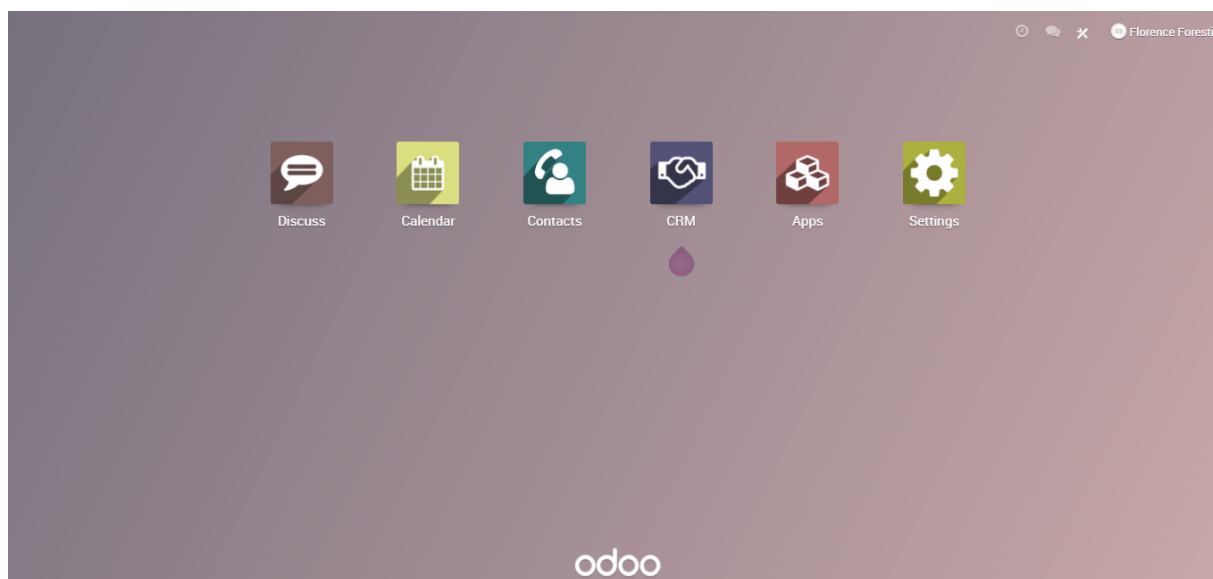 Florence Foresti
Discuss
Calendar
Contacts
CRM
Apps
Settings
odoo